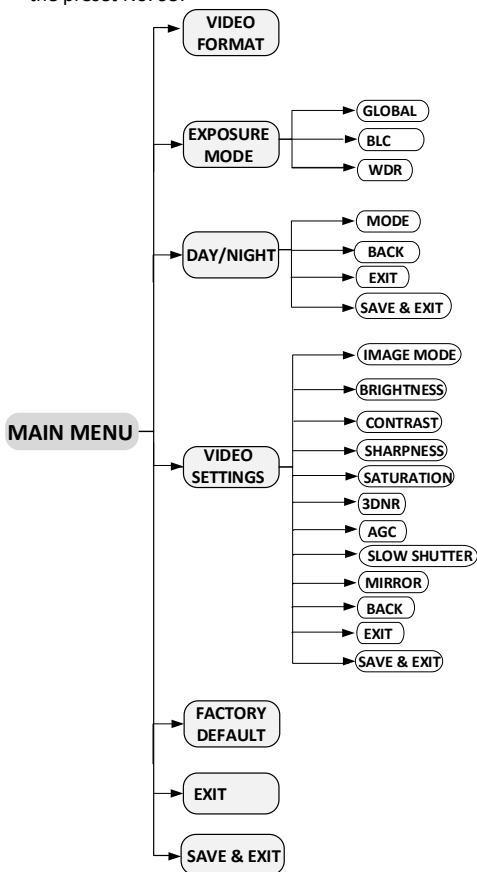 the preset
VIDEO
FORMAT
EXPOSURE
MODE
GLOBAL
BLC
WDR
DAY/NIGHT
MODE
BACK
EXIT
SAVE & EXIT
MAIN MENU
VIDEO
SETTINGS
IMAGE MODE
BRIGHTNESS
CONTRAST
SHARPNESS
SATURATION
3DNR
AGC
SLOW SHUTTER
MIRROR
BACK
EXIT
SAVE & EXIT
FACTORY
DEFAULT
EXIT
SAVE & EXIT